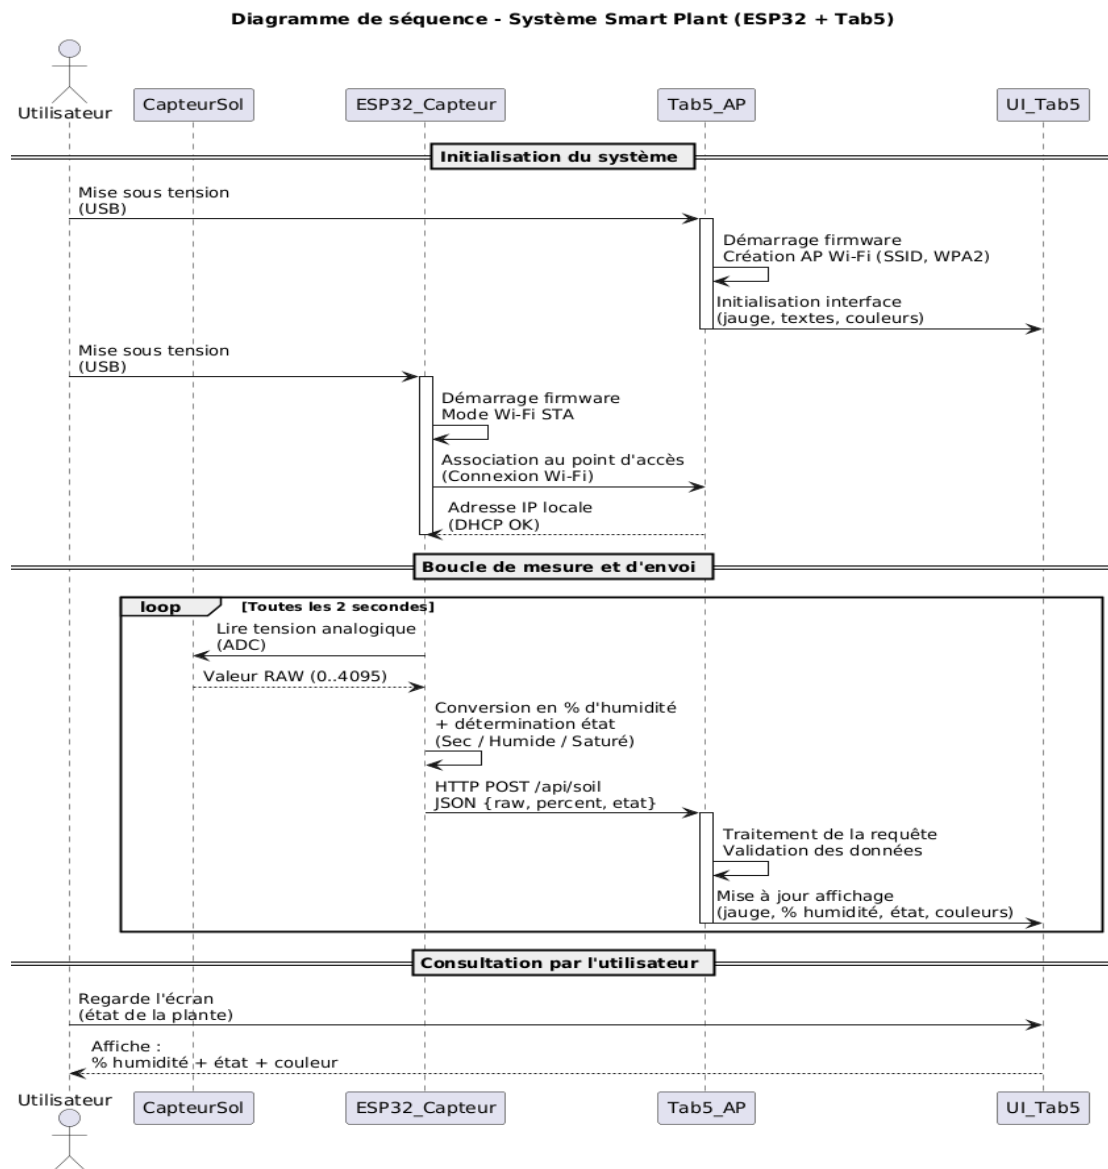 Diagramme de séquence - Système Smart Plant (ESP32 + Tab5)
Utilisateur
CapteurSol
ESP32_Capteur
Tab5_AP
UI_Tab5
Initialisation du système
Mise sous tension
(USB)
Démarrage firmware
Création AP Wi-Fi (SSID, WPA2)
Initialisation interface
(jauge, textes, couleurs)
Mise sous tension
(USB)
Démarrage firmware
Mode Wi-Fi STA
Association au point d'accès
(Connexion Wi-Fi)
Adresse IP locale
(DHCP OK)
Boucle de mesure et d'envoi
loop
[Toutes les 2 secondes]
Lire tension analogique
(ADC)
Valeur RAW (0..4095)
Conversion en % d'humidité
+ détermination état
(Sec / Humide / Saturé)
HTTP POST /api/soil
JSON {raw, percent, etat}
Traitement de la requête
Validation des données
Mise à jour affichage
(jauge, % humidité, état, couleurs)
Consultation par l'utilisateur
Regarde l'écran
(état de la plante)
Affiche :
% humidité + état + couleur
Utilisateur
CapteurSol
ESP32_Capteur
Tab5_AP
UI_Tab5